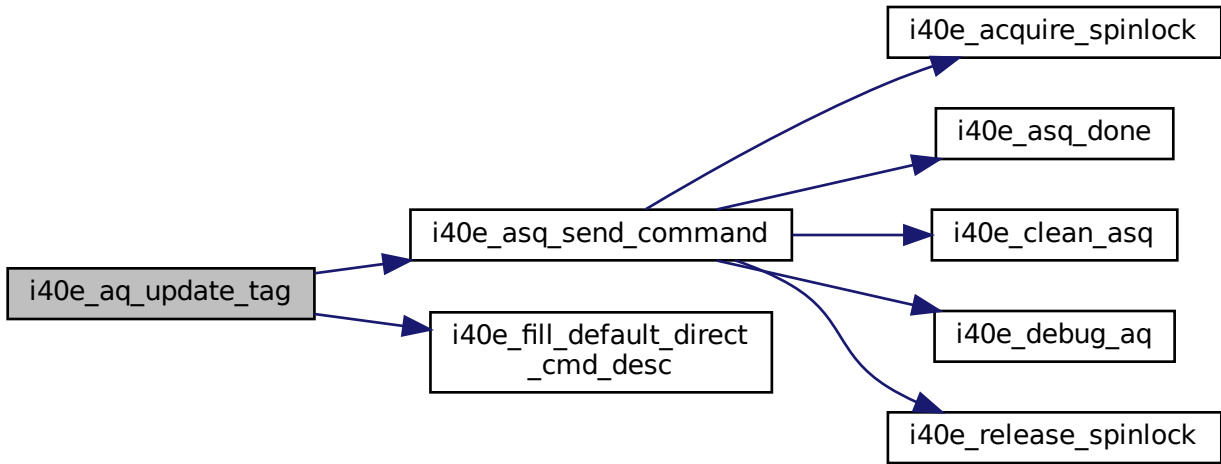 i40e_acquire_spinlock
i40e_asq_done
i40e_asq_send_command
i40e_clean_asq
i40e_aq_update_tag
i40e_fill_default_direct
_cmd_desc
i40e_debug_aq
i40e_release_spinlock